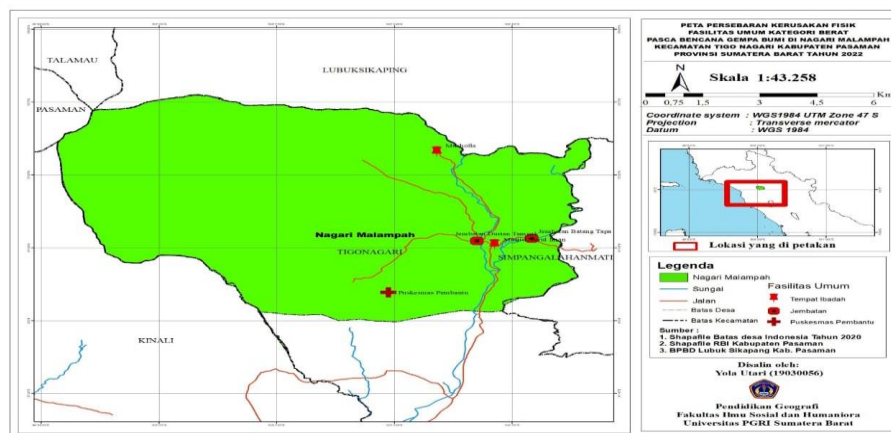 TALAMAU
LUBUKSIKAPING
PASAMAN
Nagari Malampah
TIGONAGARI
SIMPANGALAHANMATI
Puskesmas Pembantu
KINALI
PETA PERSEBARAN KERUSAKAN FISIK
FASILITAS UMUM KATEGORI BERAT
PASCA BENCANA GEMPA BUMI DI NAGARI MALAMPAH
KECAMATAN TIGO NAGARI KABUPATEN PASAMAN
PROVINSI SUMATERA BARAT TAHUN 2022
N
Skala 1:43.258
0 0,75 1,5 3 4,5 6
Km
Coordinate system : WGS1984 UTM Zone 47 S
Projection : Transverse mercator
Datum : WGS 1984
Lokasi yang di petakan
Legenda
Nagari Malampah
Sungai
Jalan
Batas Desa
Batas Kecamatan
Fasilitas Umum
Tempat Ibadah
Jembatan
Puskesmas Pembantu
Sumber :
1. Shapafile Batas desa Indonesia Tahun 2020
2. Shapafile RBI Kabupaten Pasaman
3. BPBD Lubuk Sikapang Kab. Pasaman
Disalin oleh:
Yola Utari (19030056)
Pendidikan Geografi
Fakultas Ilmu Sosial dan Humaniora
Universitas PGRI Sumatera Barat